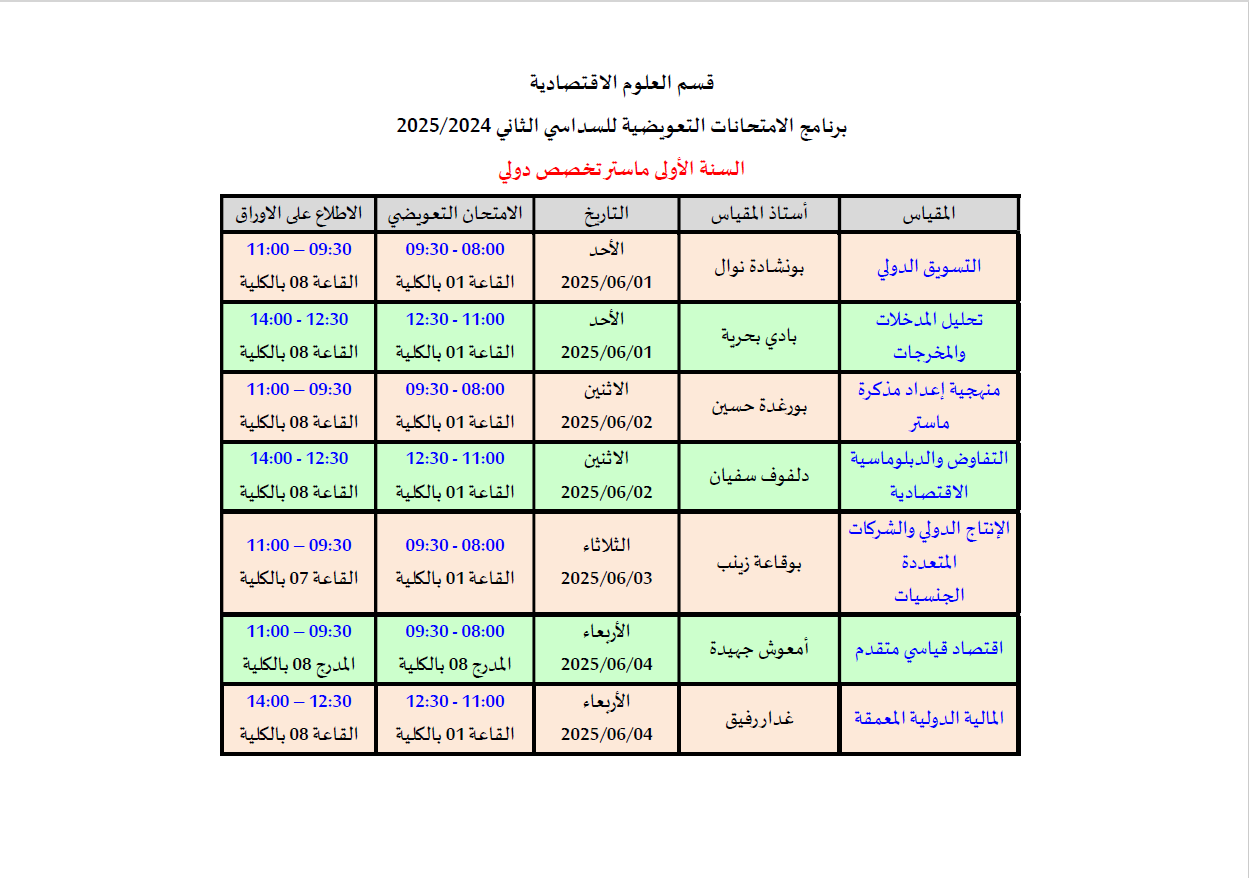 قسم العلوم الاقتصادية
برنامج الامتحانات التعويضية للسداسي الثاني 2025/2024
السنة الأولى ماستر تخصص دولي
المقياس أستاذ المقياس التاريخ الامتحان التعويضي الاطلاع على الاوراق
التسويق الدولي
بونشادة نوال
الأحد
2025/06/01
09:30 - 08:00
القاعة 01 بالكلية
11:00 – 09:30
القاعة 08 بالكلية
تحليل المدخلات
والمخرجات
بادي بحرية
الأحد
2025/06/01
12:30 - 11:00
القاعة 01 بالكلية
14:00 - 12:30
القاعة 08 بالكلية
منهجية إعداد مذكرة
ماستر
بورغدة حسين
الاثنين
2025/06/02
09:30 - 08:00
القاعة 01 بالكلية
11:00 – 09:30
القاعة 08 بالكلية
التفاوض والدبلوماسية
الاقتصادية
دلفوف سفيان
الاثنين
2025/06/02
12:30 - 11:00
القاعة 01 بالكلية
14:00 - 12:30
القاعة 08 بالكلية
الإنتاج الدولي والشركات
المتعددة
الجنسيات
بوقاعة زينب
الثلاثاء
2025/06/03
09:30 - 08:00
القاعة 01 بالكلية
11:00 – 09:30
القاعة 07 بالكلية
اقتصاد قياسي متقدم
أمعوش جهيدة
الأربعاء
2025/06/04
09:30 - 08:00
المدرج 08 بالكلية
11:00 – 09:30
المدرج 08 بالكلية
المالية الدولية المعمقة
غدار رفيق
الأربعاء
2025/06/04
12:30 - 11:00
القاعة 01 بالكلية
14:00 – 12:30
القاعة 08 بالكلية